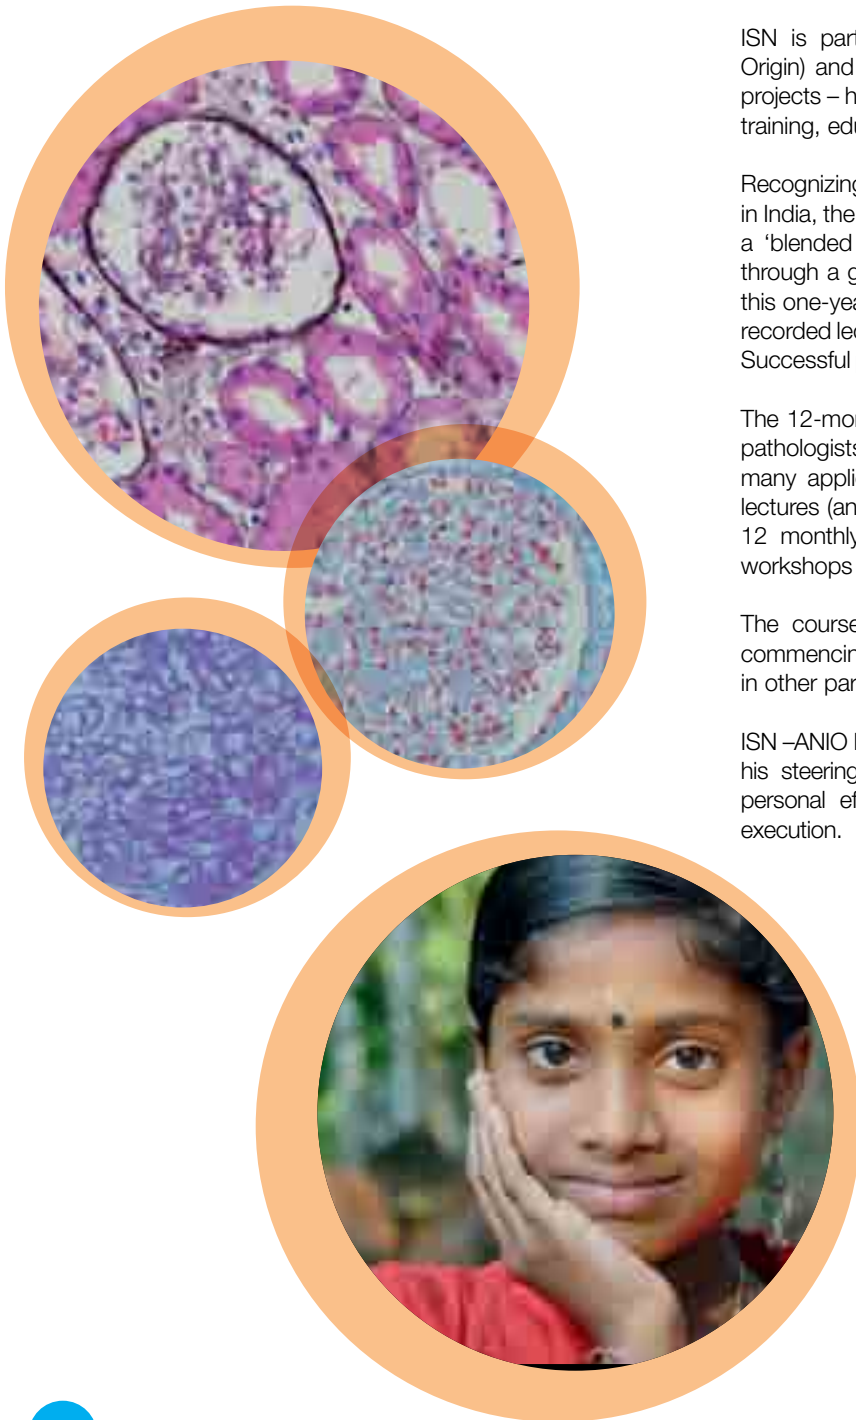 ISN is part
Origin) and
projects – h
training, edu
Recognizing
in India, the
a ‘blended
through a g
this one-yea
recorded lec
Successful
The 12-mon
pathologists
many applic
lectures (an
12 monthly
workshops
The course
commencin
in other par
ISN –ANIO
his steering
personal ef
execution.